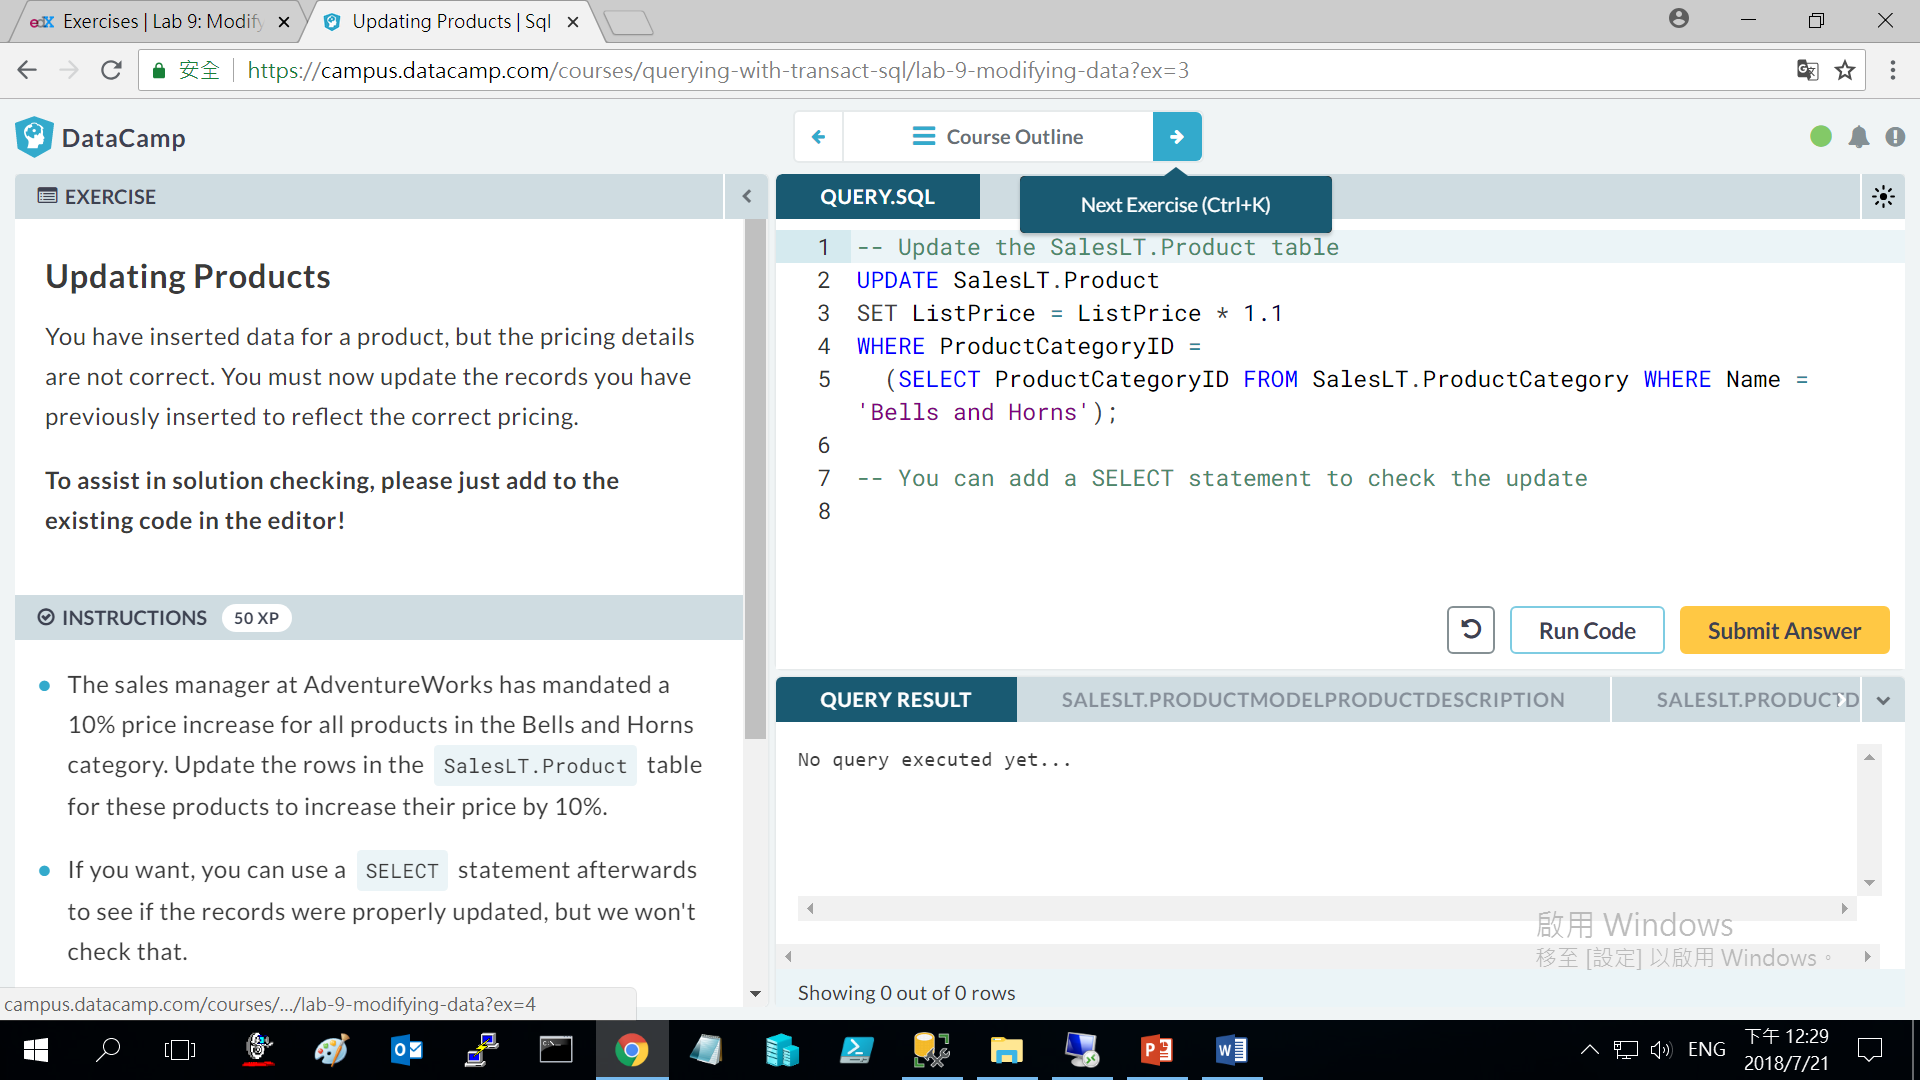 edX Exercises | Lab 9: Modify
Updating Products | Sql
安全
https://campus.datacamp.com/courses/querying-with-transact-sql/lab-9-modifying-data?ex=3
DataCamp
Course Outline
Next Exercise (Ctrl+K)
EXERCISE
Updating Products
You have inserted data for a product, but the pricing details
are not correct. You must now update the records you have
previously inserted to reflect the correct pricing.
To assist in solution checking, please just add to the
existing code in the editor!
INSTRUCTIONS 50 XP
The sales manager at AdventureWorks has mandated a
10% price increase for all products in the Bells and Horns
category. Update the rows in the SalesLT.Product table
for these products to increase their price by 10%.
If you want, you can use a SELECT statement afterwards
to see if the records were properly updated, but we won't
check that.
campus.datacamp.com/courses/.../lab-9-modifying-data?ex=4
QUERY.SQL
1 -- Update the SalesLT.Product table
2 UPDATE SalesLT.Product
3 SET ListPrice = ListPrice * 1.1
4 WHERE ProductCategoryID =
5 (SELECT ProductCategoryID FROM SalesLT.ProductCategory WHERE Name =
'Bells and Horns');
6
7 -- You can add a SELECT statement to check the update
8
Run Code
Submit Answer
QUERY RESULT
SALESLT.PRODUCTMODELPRODUCTDESCRIPTION
SALESLT.PRODUCTD
No query executed yet...
啟用 Windows
移至 [設定] 以啟用 Windows。
Showing 0 out of 0 rows
ENG
下午 12:29
2018/7/21